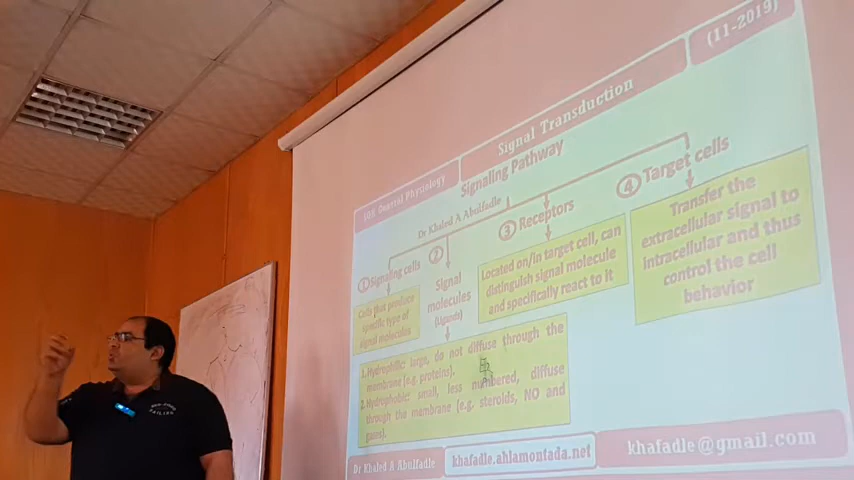 LON General Physiology
Signal Transduction
(11-2019)
Signaling Pathway
Dr Khaled A Abulfadle
① Signaling cells
②
Signal
molecules
(Ligands)
③ Receptors
④ Target cells
Cells that produce
specific type of
signal molecules
Located on/in target cell, can
distinguish signal molecule
and specifically react to it
Transfer the
extracellular signal to
intracellular and thus
control the cell
behavior
1. Hydrophilic: large, do not diffuse through the
membrane [e.g. proteins].
2. Hydrophobic: small, less numbered, diffuse
through the membrane [e.g. steroids, NO and
gasto].
Dr Khaled A Abulfadle
khafadle.ahlamontada.net
khafadle@gmail.com